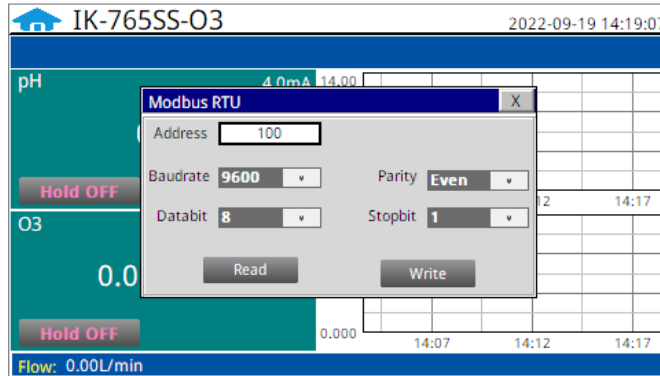 IK-765SS-O3 2022-09-19 14:19:07
pH 4.0mA 14.00
Modbus RTU X
Address 100
Baudrate 9600 Parity Even
Databit 8 Stopbit 1
Read Write
Hold OFF
12 14:17
O3
0.0
Hold OFF
0.000
14:07 14:12 14:17
Flow: 0.00L/min